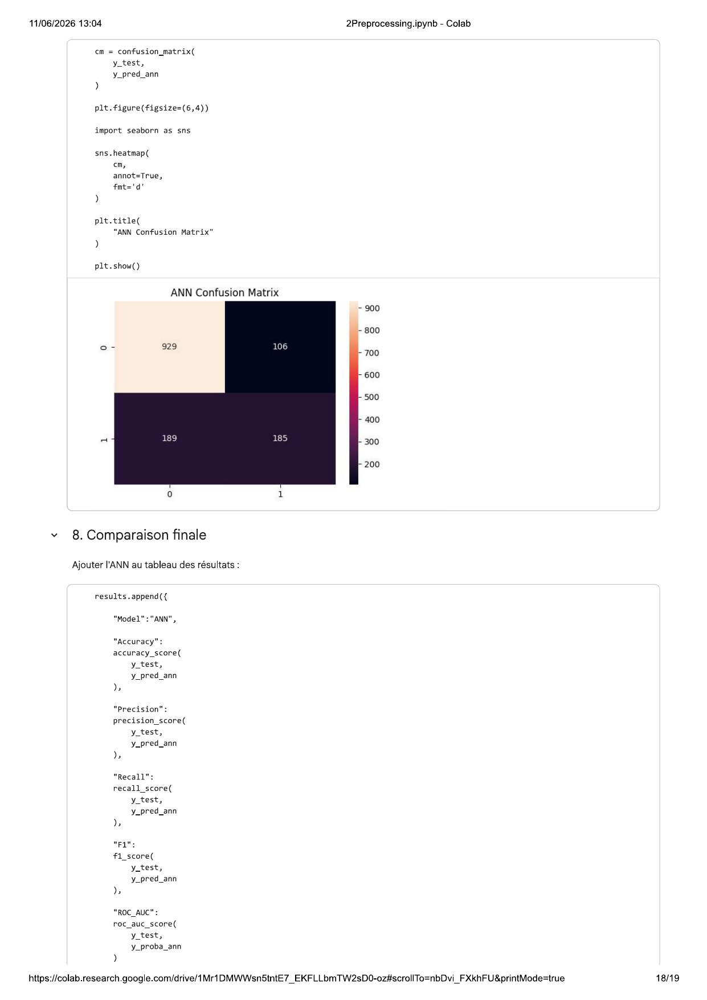 11/06/2026 13:04
2Preprocessing.ipynb - Colab
cm = confusion_matrix(
    y_test,
    y_pred_ann
)
plt.figure(figsize=(6,4))
import seaborn as sns
sns.heatmap(
    cm,
    annot=True,
    fmt='d'
)
plt.title(
    "ANN Confusion Matrix"
)
plt.show()
ANN Confusion Matrix
0
929
106
1
189
185
0
1
900
800
700
600
500
400
300
200
8. Comparaison finale
Ajouter l'ANN au tableau des résultats :
results.append({
    "Model":"ANN",
    "Accuracy":
    accuracy_score(
        y_test,
        y_pred_ann
    ),
    "Precision":
    precision_score(
        y_test,
        y_pred_ann
    ),
    "Recall":
    recall_score(
        y_test,
        y_pred_ann
    ),
    "F1":
    f1_score(
        y_test,
        y_pred_ann
    ),
    "ROC_AUC":
    roc_auc_score(
        y_test,
        y_proba_ann
    )
https://colab.research.google.com/drive/1Mr1DMWWsn5tntE7_EKFLLbmTW2sD0-oz#scrollTo=nbDvi_FXkhFU&printMode=true
18/19